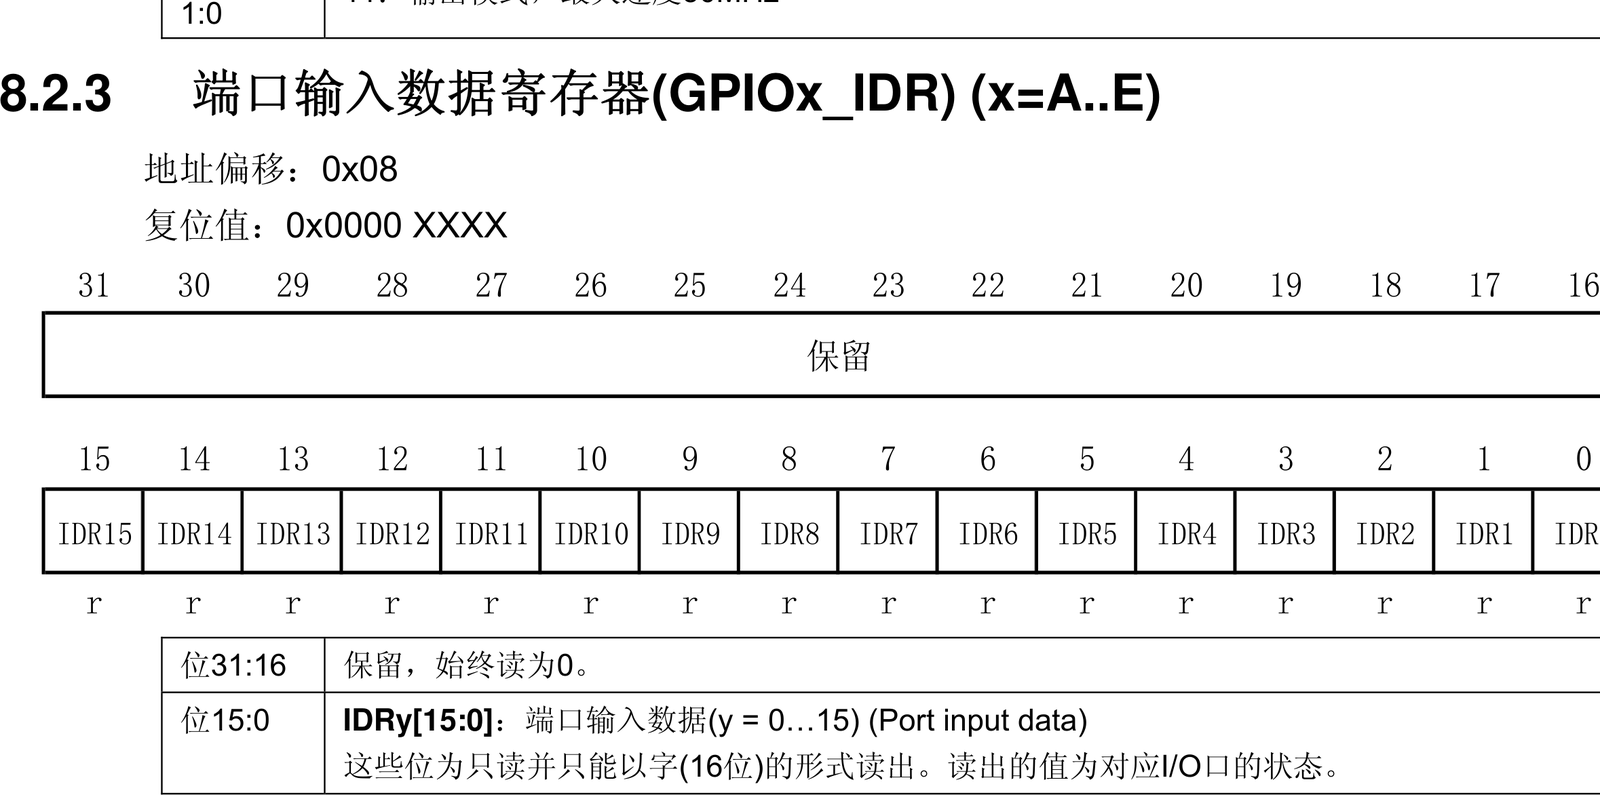 1:0
8.2.3 端口输入数据寄存器(GPIOx_IDR) (x=A..E)
地址偏移：0x08
复位值：0x0000 XXXX
31 30 29 28 27 26 25 24 23 22 21 20 19 18 17 16
保留
15 14 13 12 11 10 9 8 7 6 5 4 3 2 1 0
IDR15 IDR14 IDR13 IDR12 IDR11 IDR10 IDR9 IDR8 IDR7 IDR6 IDR5 IDR4 IDR3 IDR2 IDR1 IDR
r r r r r r r r r r r r r r r r
位31:16 保留，始终读为0。
位15:0 IDRy[15:0]：端口输入数据(y = 0…15) (Port input data)
这些位为只读并只能以字(16位)的形式读出。读出的值为对应I/O口的状态。